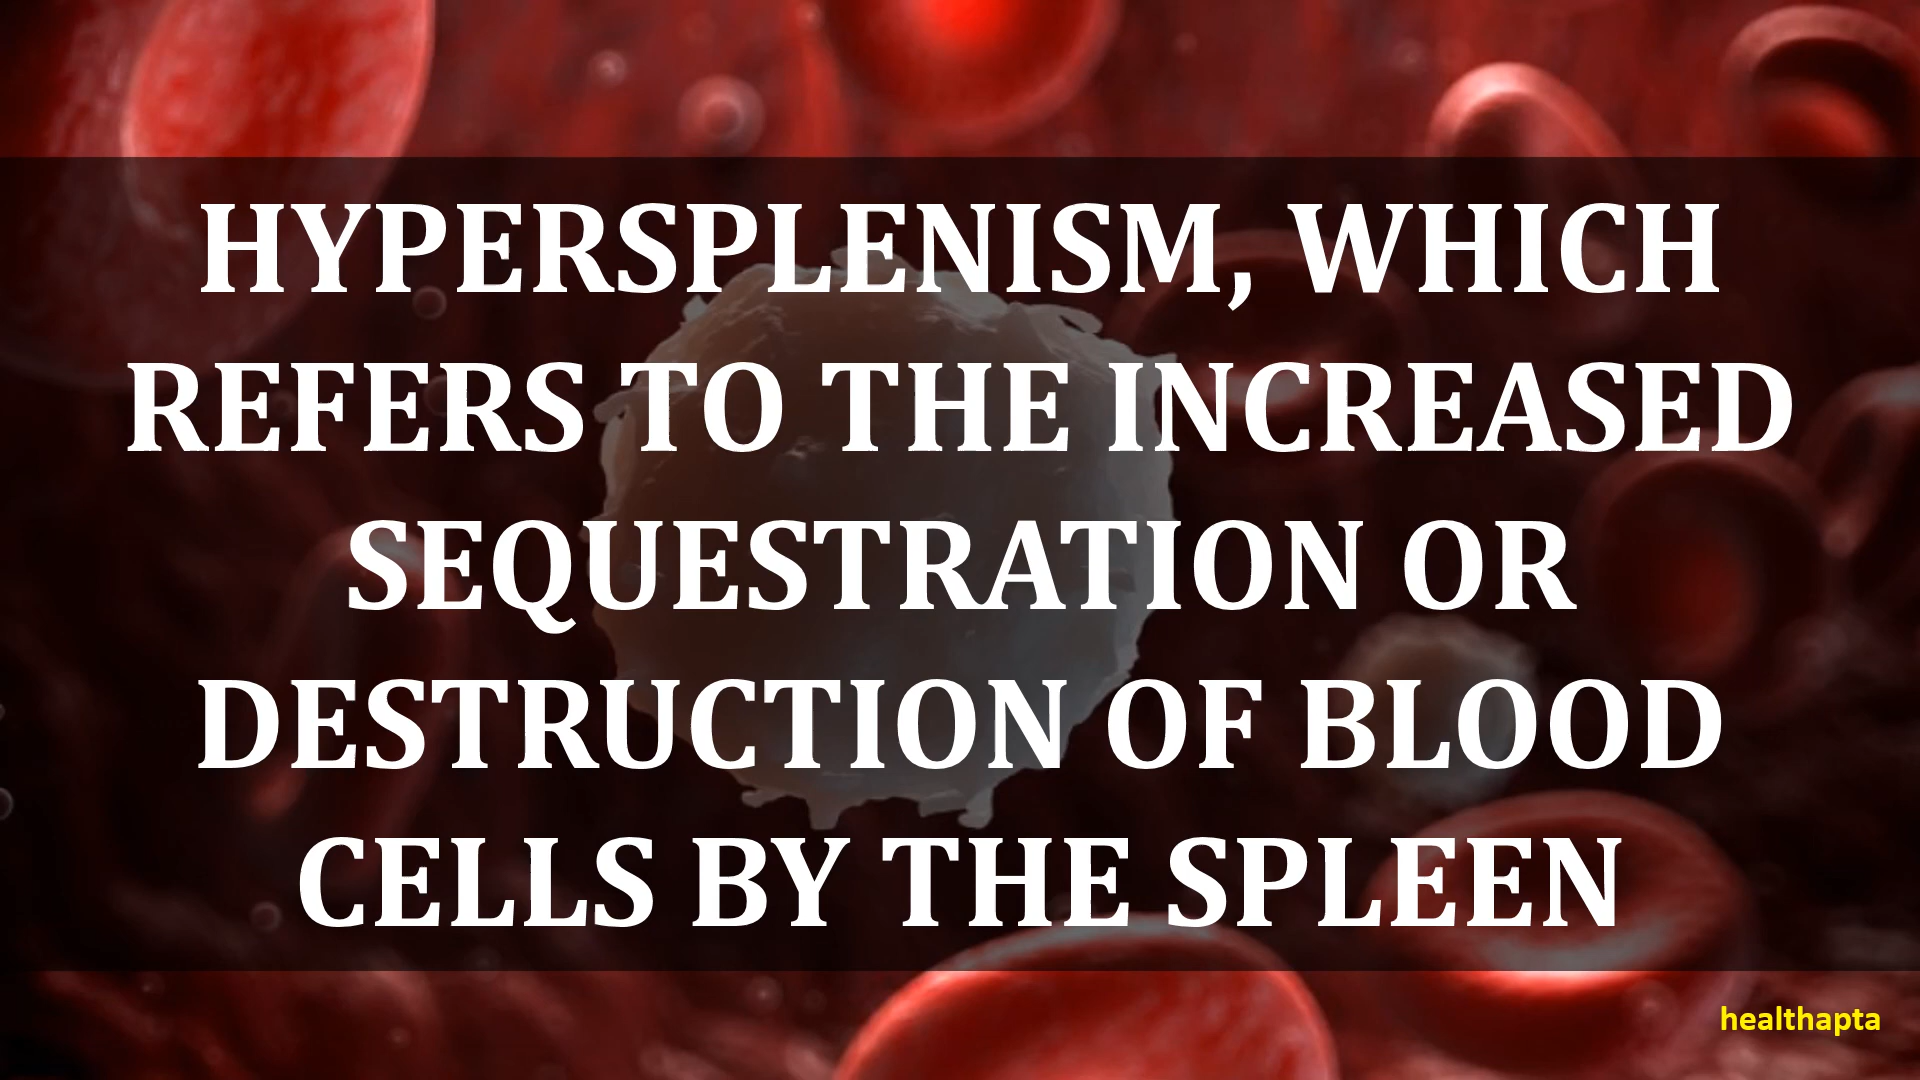 HYPERSPLENISM, WHICH
REFERS TO THE INCREASED
SEQUESTRATION OR
DESTRUCTION OF BLOOD
CELLS BY THE SPLEEN
healthapta